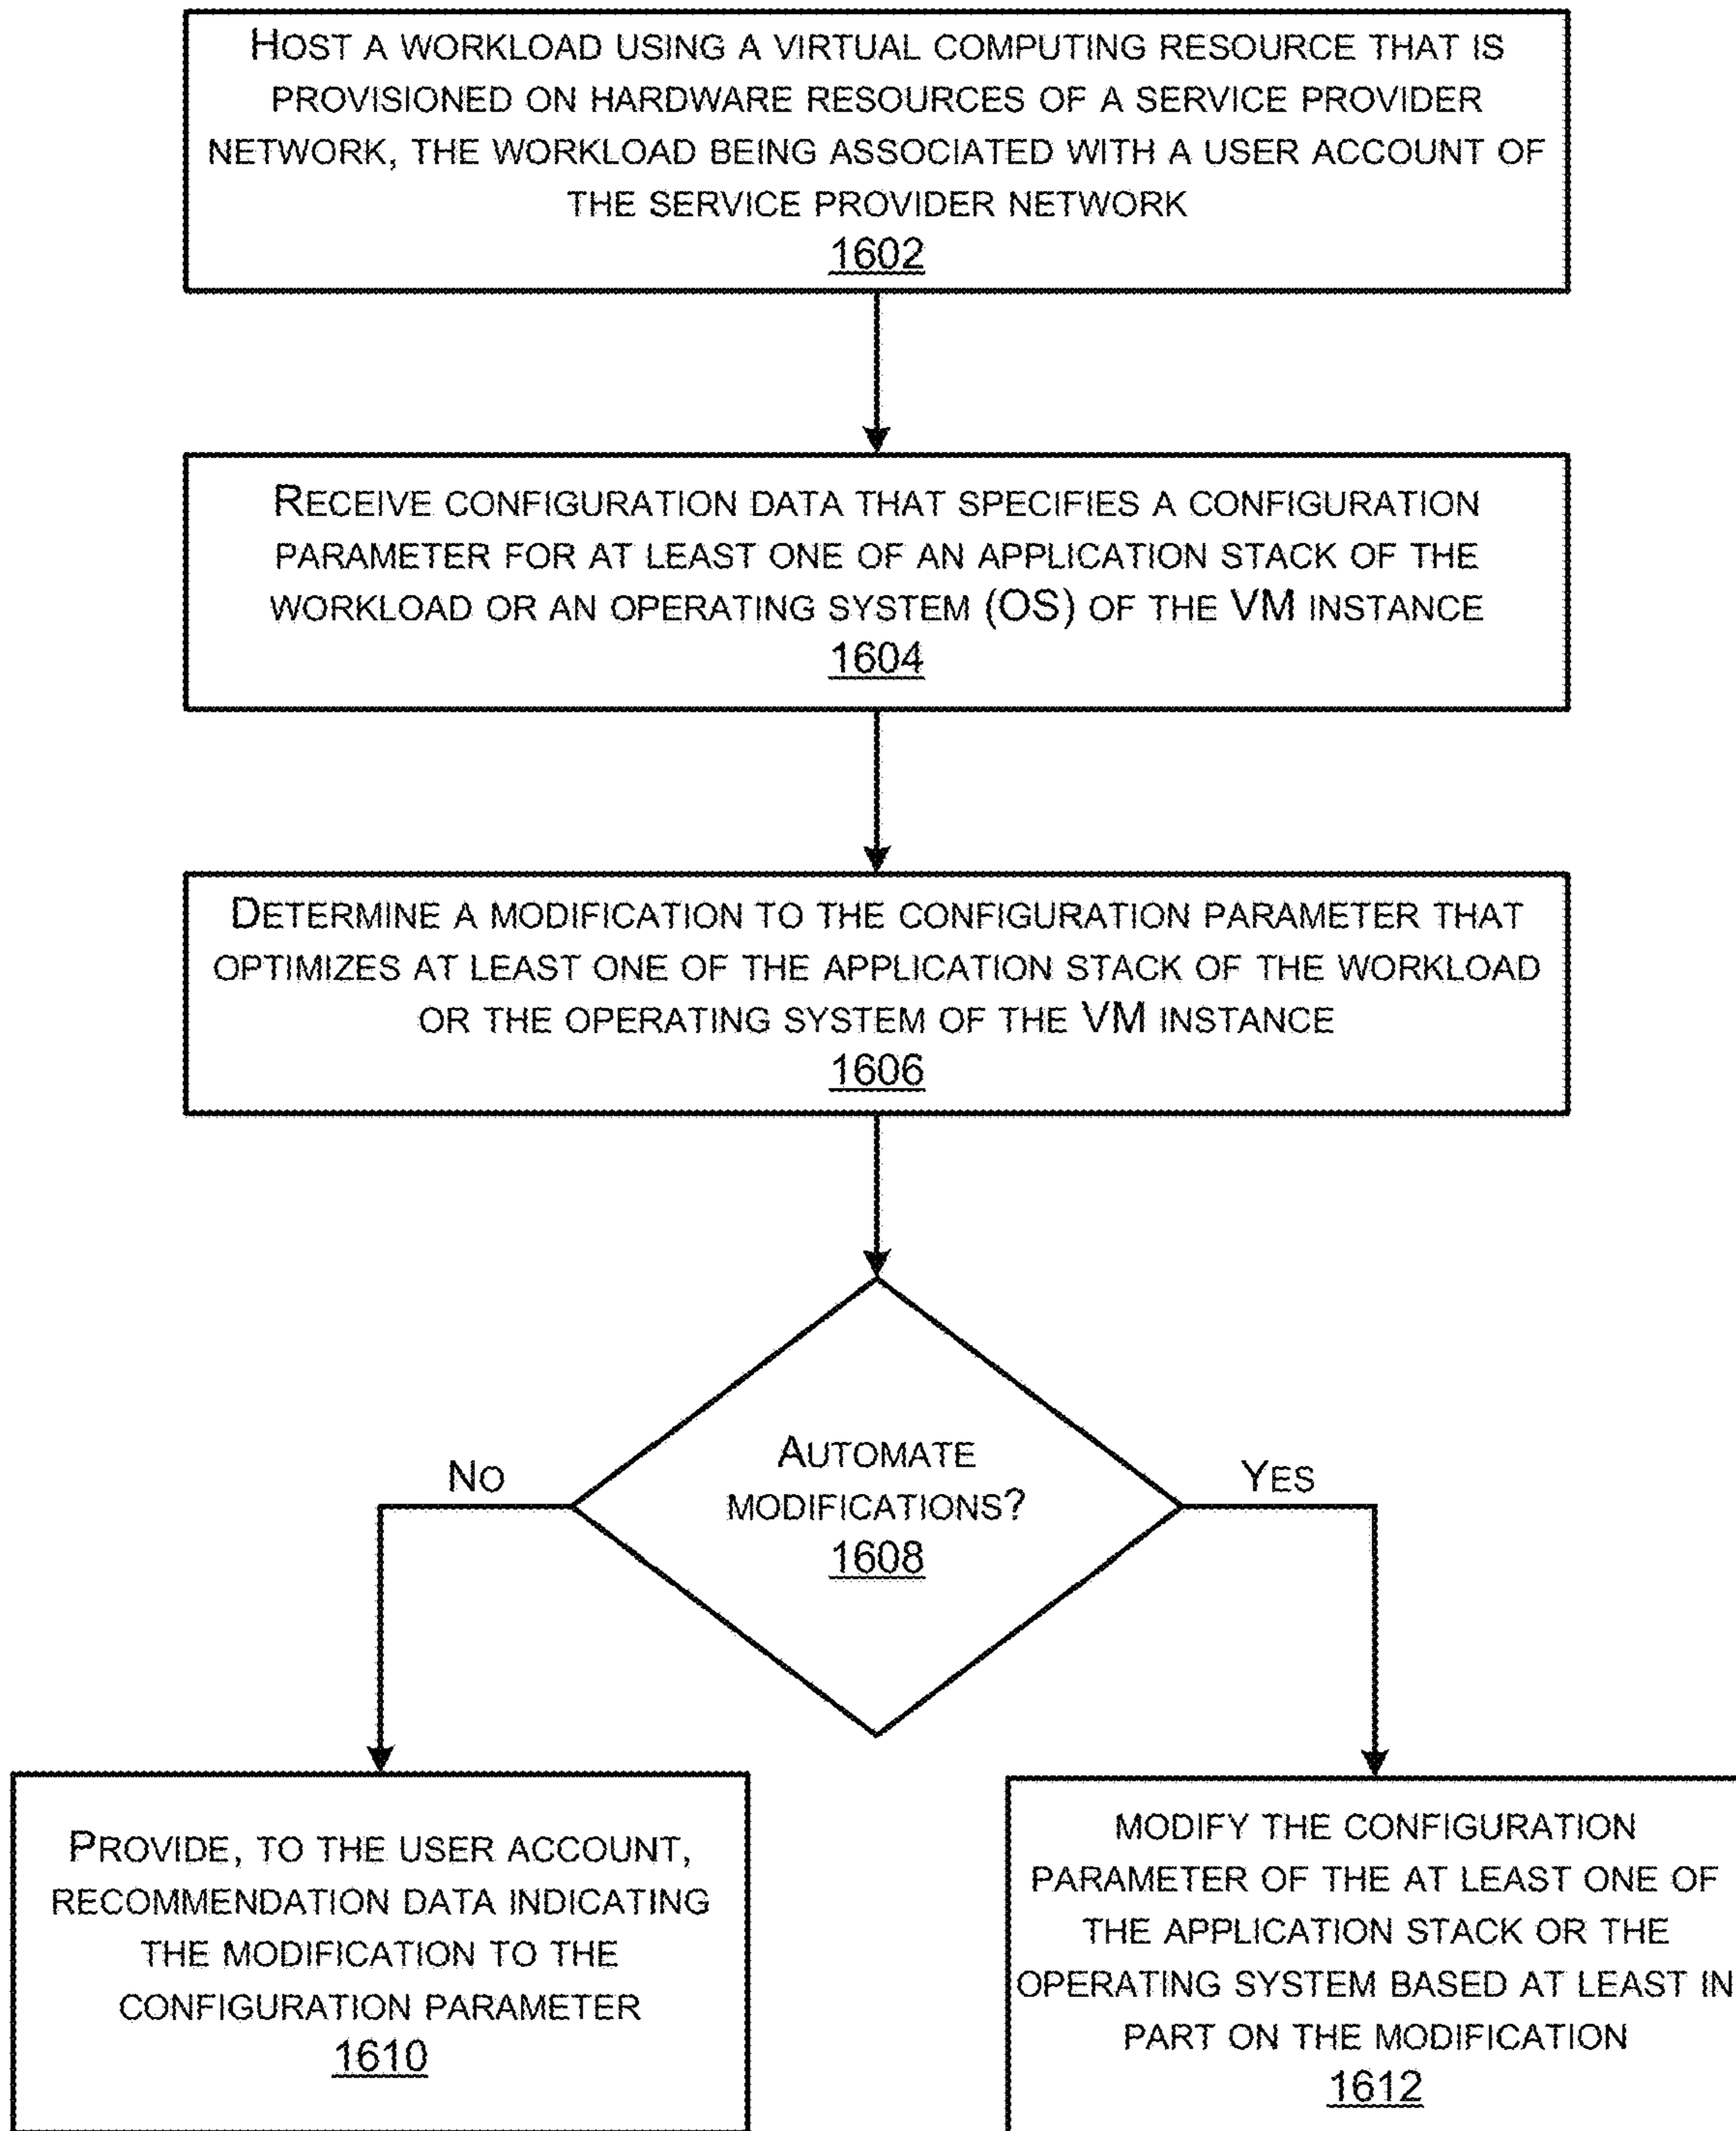 HOST A WORKLOAD USING A VIRTUAL COMPUTING RESOURCE THAT IS
PROVISIONED ON HARDWARE RESOURCES OF A SERVICE PROVIDER
NETWORK, THE WORKLOAD BEING ASSOCIATED WITH A USER ACCOUNT OF
THE SERVICE PROVIDER NETWORK
1602
RECEIVE CONFIGURATION DATA THAT SPECIFIES A CONFIGURATION
PARAMETER FOR AT LEAST ONE OF AN APPLICATION STACK OF THE
WORKLOAD OR AN OPERATING SYSTEM (OS) OF THE VM INSTANCE
1604
DETERMINE A MODIFICATION TO THE CONFIGURATION PARAMETER THAT
OPTIMIZES AT LEAST ONE OF THE APPLICATION STACK OF THE WORKLOAD
OR THE OPERATING SYSTEM OF THE VM INSTANCE
1606
AUTOMATE
MODIFICATIONS?
1608
NO
YES
PROVIDE, TO THE USER ACCOUNT,
RECOMMENDATION DATA INDICATING
THE MODIFICATION TO THE
CONFIGURATION PARAMETER
1610
MODIFY THE CONFIGURATION
PARAMETER OF THE AT LEAST ONE OF
THE APPLICATION STACK OR THE
OPERATING SYSTEM BASED AT LEAST IN
PART ON THE MODIFICATION
1612